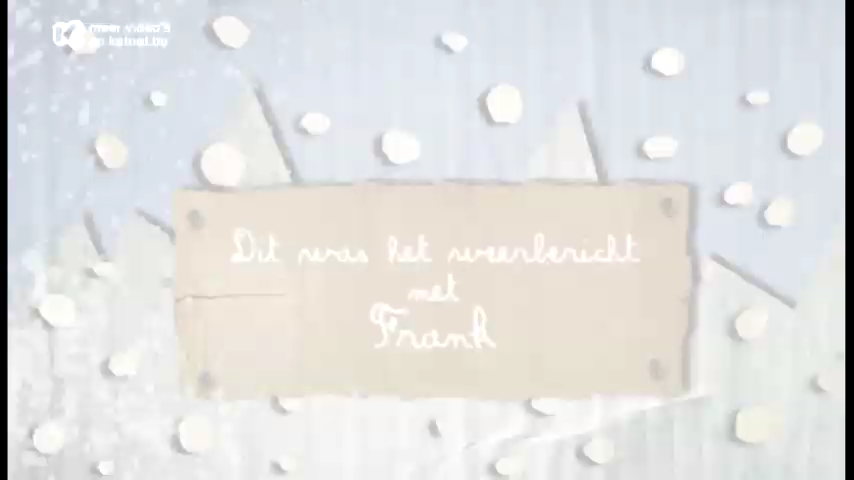 meer video's
op ketnet.be
Dit was het weerbericht
met
Frank